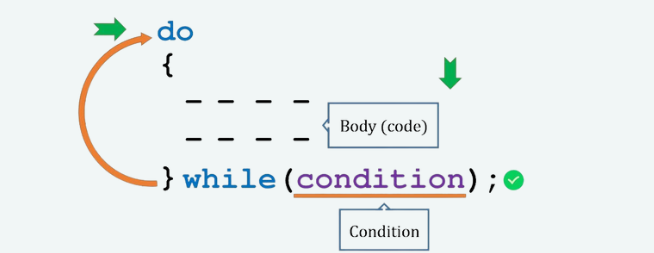 do
{
_ _ _ _
_ _ _ _
Body (code)
} while (condition) ;
Condition